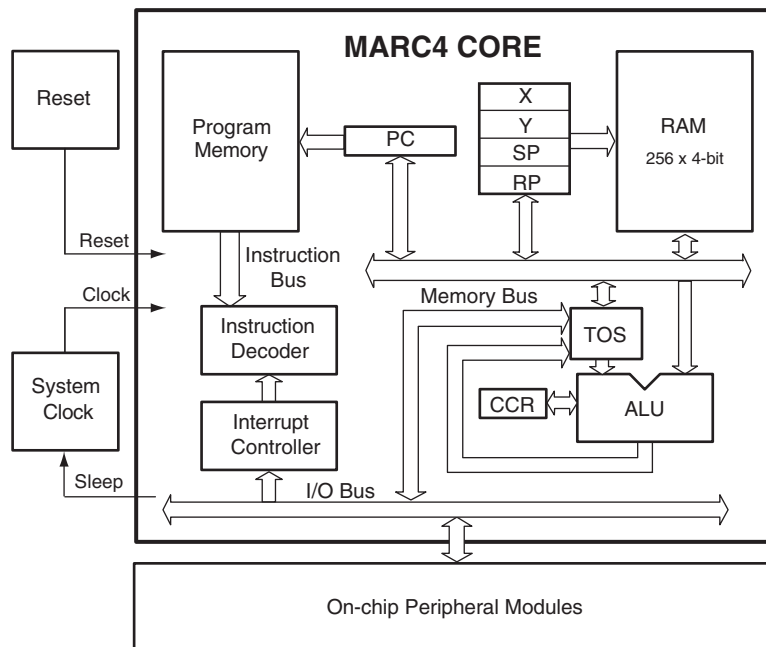 MARC4 CORE
Reset
Program
Memory
PC
X
Y
SP
RP
RAM
256 x 4-bit
Reset
Instruction
Bus
Clock
Memory Bus
Instruction
Decoder
TOS
System
Clock
Interrupt
Controller
CCR
ALU
Sleep
I/O Bus
On-chip Peripheral Modules